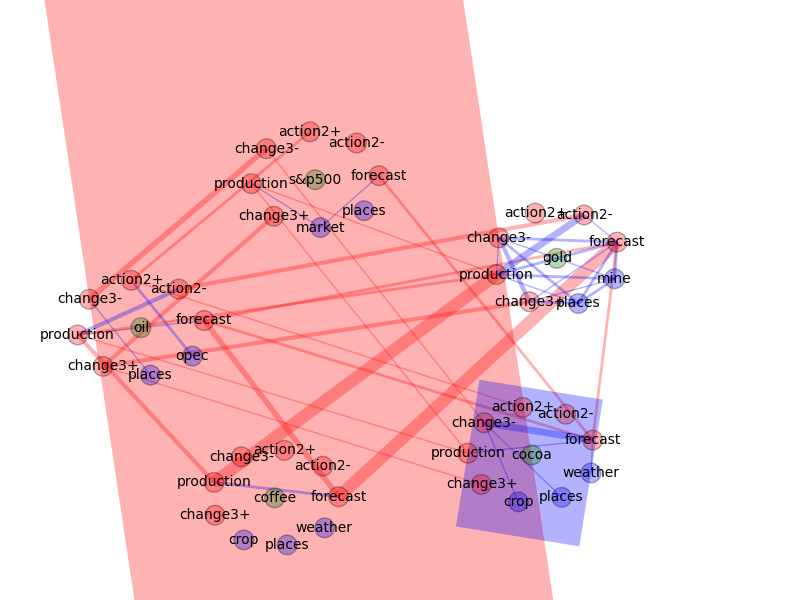 action2+
action2-
change3-
production
s&p500
forecast
places
change3+
market
action2+
action2-
change3-
forecast
gold
production
mine
change3+
places
action2+
action2-
change3-
forecast
oil
production
opec
change3+
places
action2+
action2-
change3-
forecast
production
cocoa
weather
change3+
places
crop
action2+
change3-
action2-
production
coffee
forecast
change3+
weather
crop
places